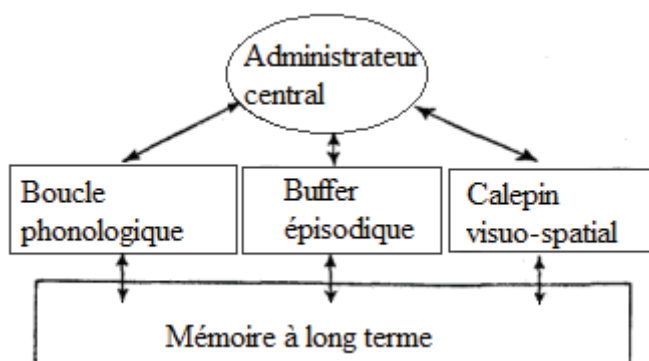 Administrateur
central
Boucle
phonologique
Buffer
épisodique
Calepin
visuo-spatial
Mémoire à long terme